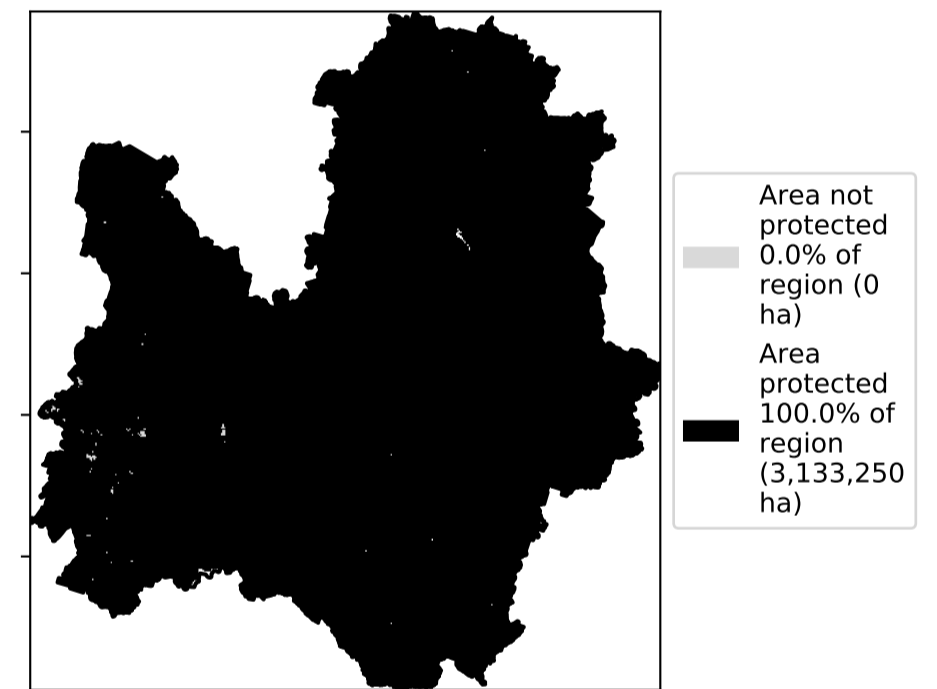 Area not
protected
0.0% of
region (0
ha)
Area
protected
100.0% of
region
(3,133,250
ha)